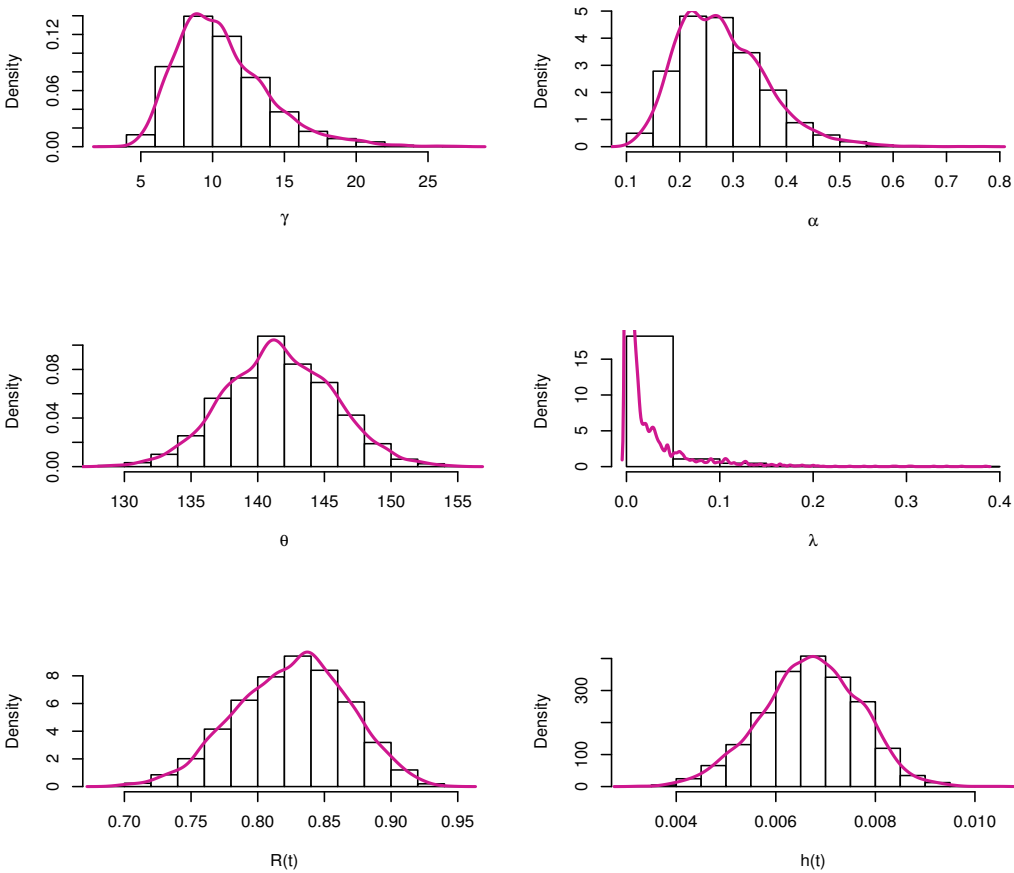 Density
0.00 0.06 0.12
5 10 15 20 25
γ
Density
0 1 2 3 4 5
0.1 0.2 0.3 0.4 0.5 0.6 0.7 0.8
α
Density
0.00 0.04 0.08
130 135 140 145 150 155
θ
Density
0 5 10 15
0.0 0.1 0.2 0.3 0.4
λ
Density
0 2 4 6 8
0.70 0.75 0.80 0.85 0.90 0.95
R(t)
Density
0 100 300
0.004 0.006 0.008 0.010
h(t)